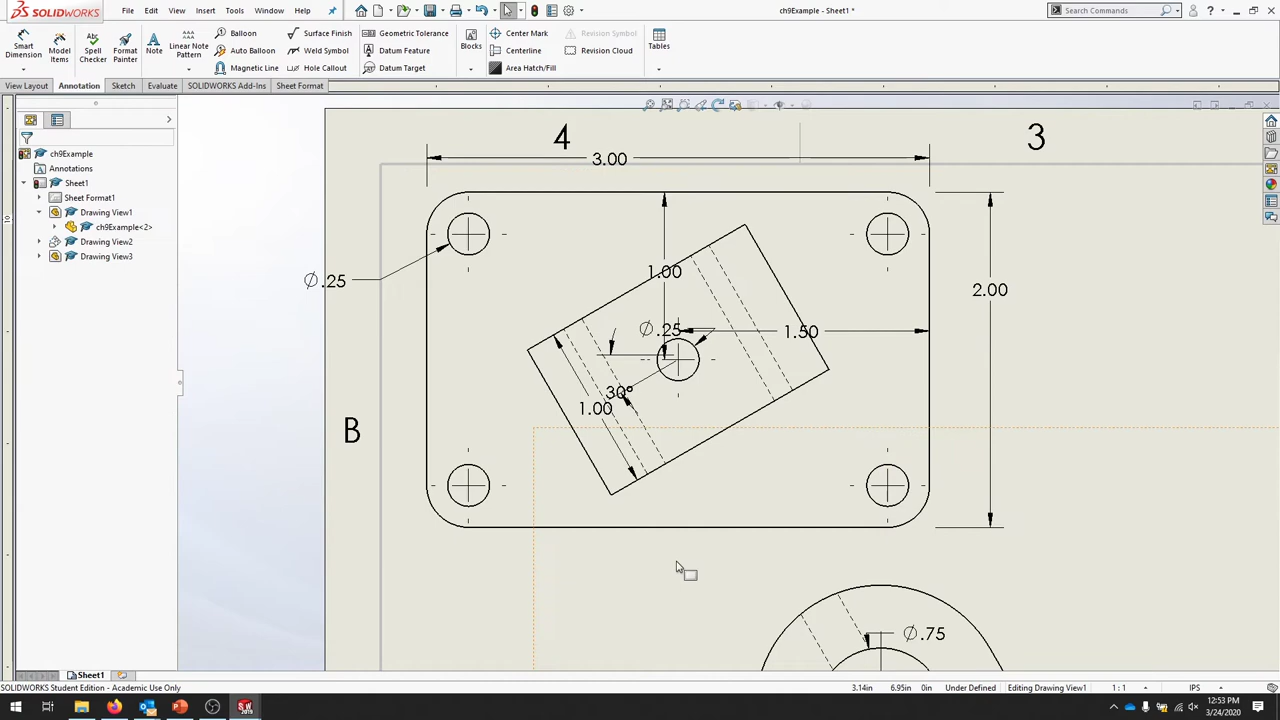 SOLIDWORKS
File Edit View Insert Tools Window Help
ch9Example - Sheet1 *
Search Commands
Smart Dimension
Model Items
Spell Checker
Format Painter
Note
Linear Note Pattern
Balloon
Auto Balloon
Magnetic Line
Surface Finish
Weld Symbol
Hole Callout
Geometric Tolerance
Datum Feature
Datum Target
Blocks
Center Mark
Centerline
Area Hatch/Fill
Revision Symbol
Revision Cloud
Tables
View Layout Annotation Sketch Evaluate SOLIDWORKS Add-Ins Sheet Format
ch9Example
Annotations
Sheet1
Sheet Format1
Drawing View1
ch9Example<2>
Drawing View2
Drawing View3
4
3
3.00
1.00
Ø.25
2.00
Ø.25
1.50
30°
1.00
B
Ø.75
Sheet1
SOLIDWORKS Student Edition - Academic Use Only
3.14in 6.95in 0in Under Defined Editing Drawing View1 1 : 1 IPS
12:53 PM
3/24/2020